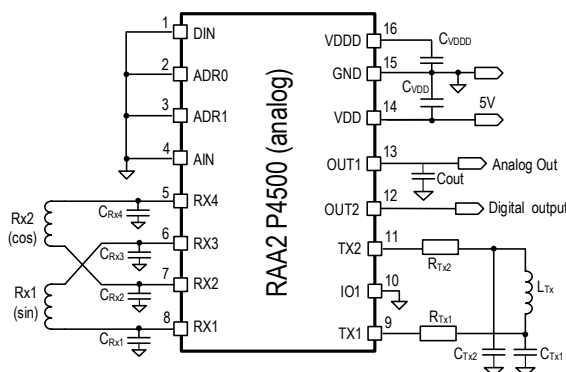 1 DIN
2 ADR0
3 ADR1
4 AIN
5 RX4
6 RX3
7 RX2
8 RX1
CRx4
CRx3
CRx2
CRx1
Rx2
(cos)
Rx1
(sin)
RAA2 P4500 (analog)
VDDD 16
GND 15
VDD 14
OUT1 13
OUT2 12
TX2 11
IO1 10
TX1 9
CVDDD
CVDD
5V
Analog Out
Cout
Digital output
RTx2
LTx
RTx1
CTx2
CTx1